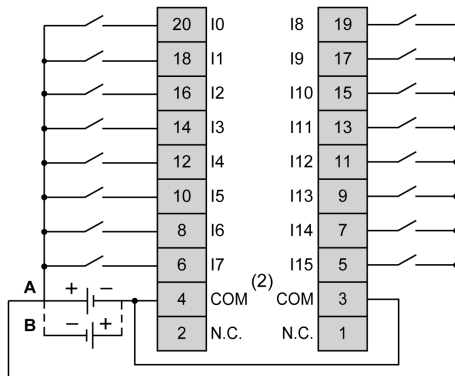 20 I0 I8 19
18 I1 I9 17
16 I2 I10 15
14 I3 I11 13
12 I4 I12 11
10 I5 I13 9
8 I6 I14 7
6 I7 I15 5
A + − 4 COM (2) COM 3
B − + 2 N.C. N.C. 1